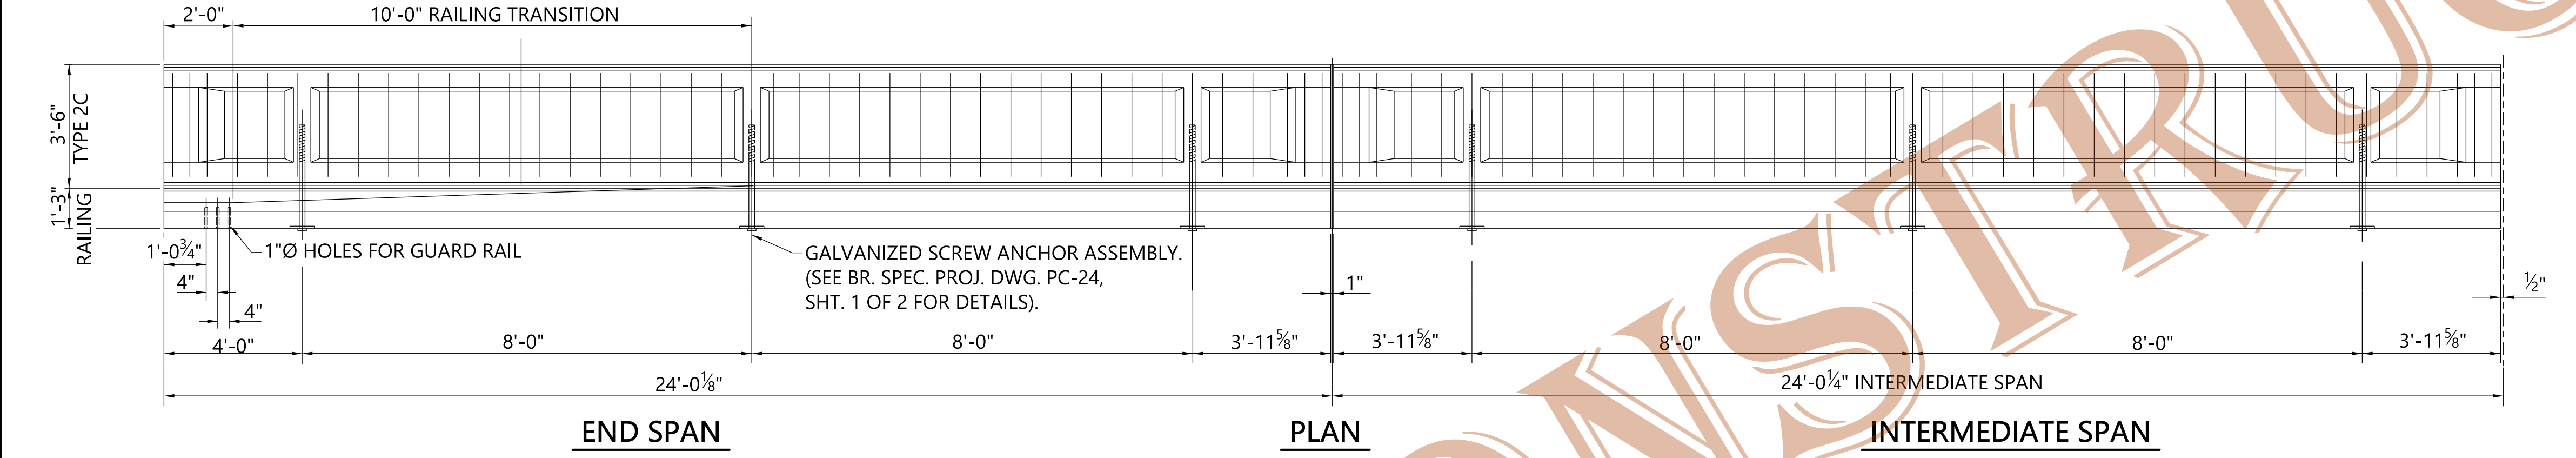 2'-0"
10'-0" RAILING TRANSITION
3'-6"
TYPE 2C
1'-3"
RAILING
1'-0¾"
1"Ø HOLES FOR GUARD RAIL
GALVANIZED SCREW ANCHOR ASSEMBLY.
(SEE BR. SPEC. PROJ. DWG. PC-24,
SHT. 1 OF 2 FOR DETAILS).
4"
4"
1"
½"
4'-0"
8'-0"
8'-0"
3'-11⅝"
3'-11⅝"
8'-0"
8'-0"
3'-11⅝"
24'-0⅛"
24'-0¼" INTERMEDIATE SPAN
END SPAN
PLAN
INTERMEDIATE SPAN
ONSTRUC